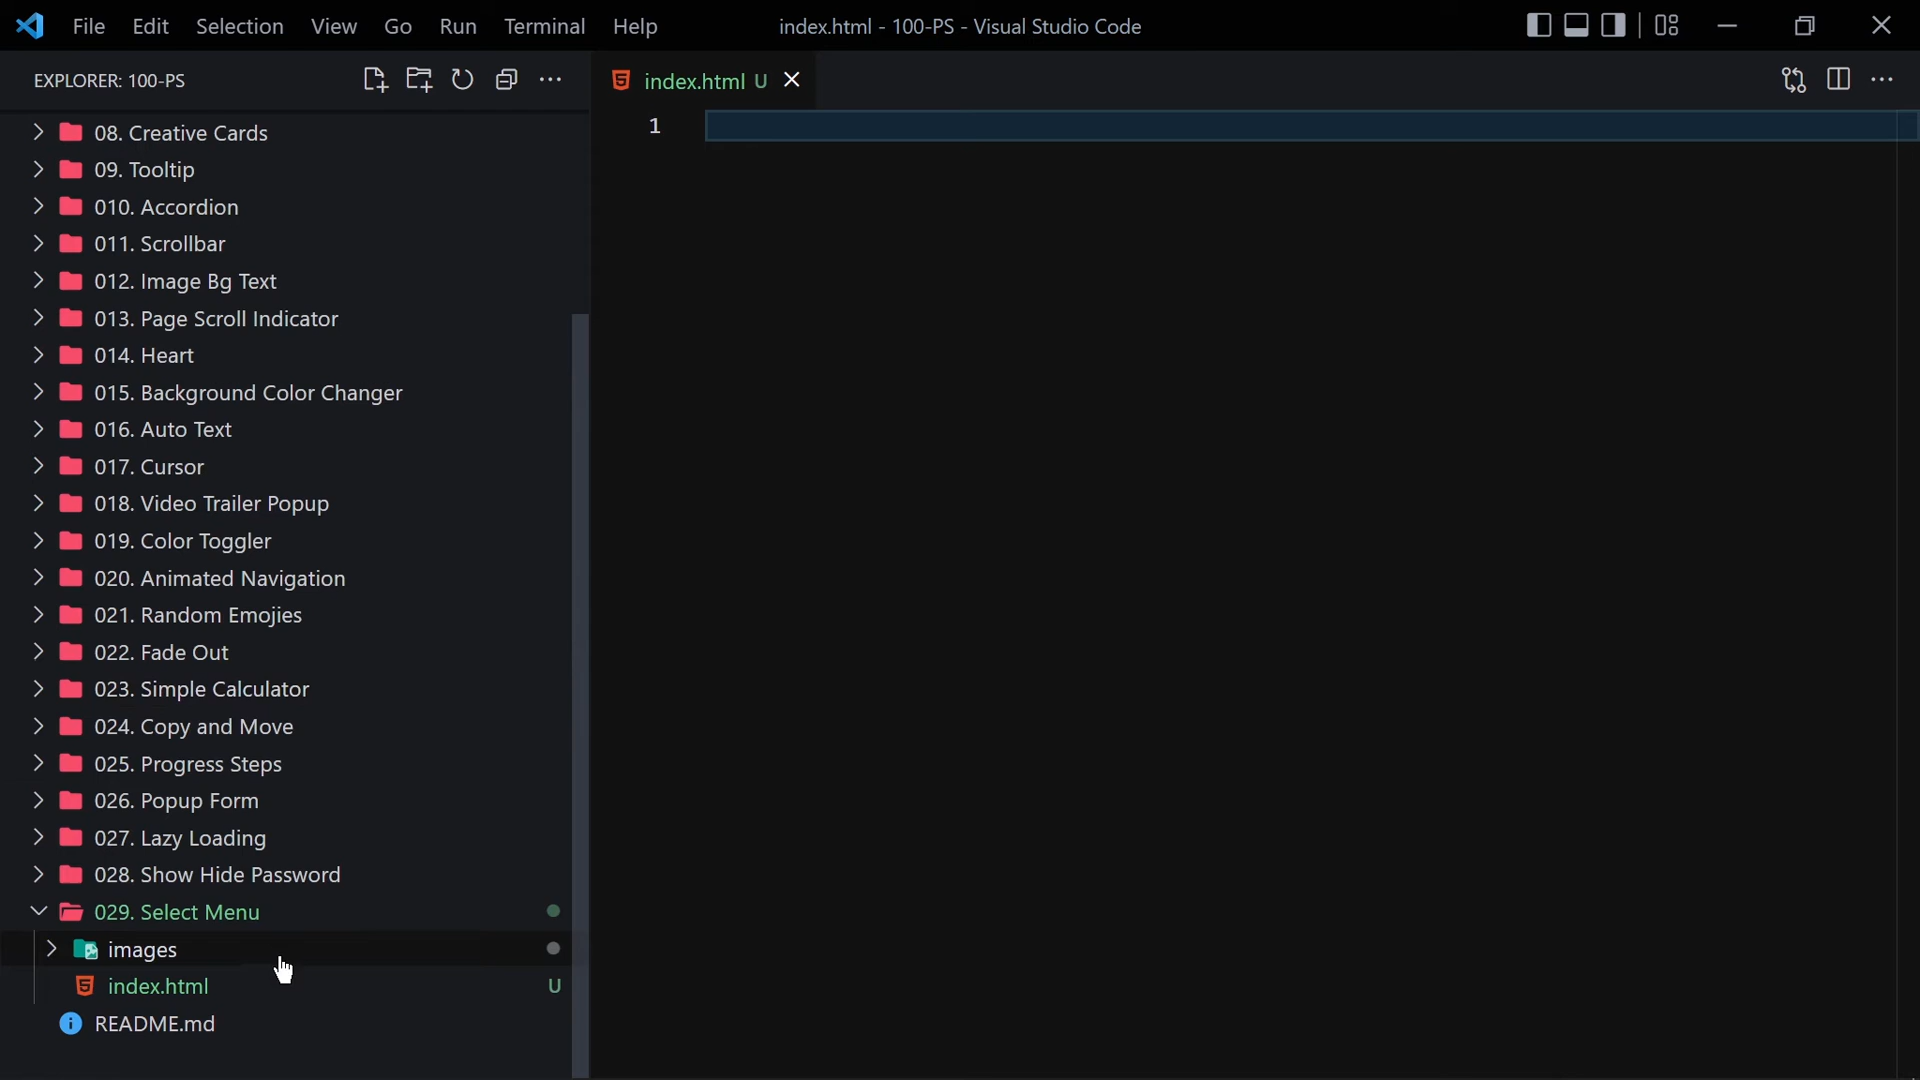 File Edit Selection View Go Run Terminal Help index.html - 100-PS - Visual Studio Code
EXPLORER: 100-PS
08. Creative Cards
09. Tooltip
010. Accordion
011. Scrollbar
012. Image Bg Text
013. Page Scroll Indicator
014. Heart
015. Background Color Changer
016. Auto Text
017. Cursor
018. Video Trailer Popup
019. Color Toggler
020. Animated Navigation
021. Random Emojies
022. Fade Out
023. Simple Calculator
024. Copy and Move
025. Progress Steps
026. Popup Form
027. Lazy Loading
028. Show Hide Password
029. Select Menu
images
index.html U
README.md
index.html U
1